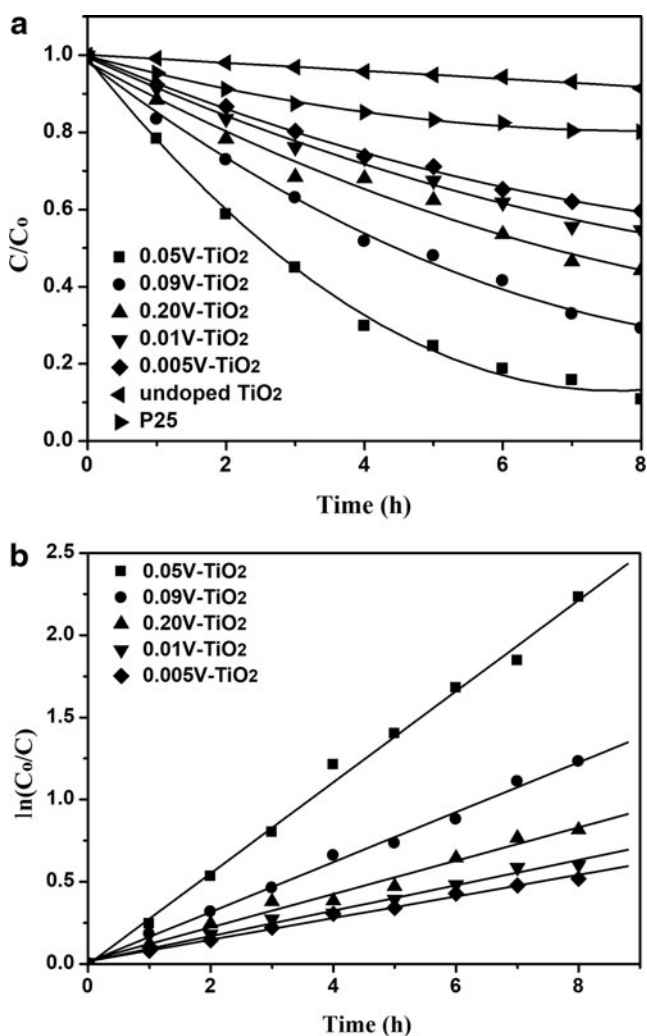 a
1.0
0.8
0.6
0.4
0.2
0.0
C/Co
0.05V-TiO2
0.09V-TiO2
0.20V-TiO2
0.01V-TiO2
0.005V-TiO2
undoped TiO2
P25
0 2 4 6 8
Time (h)
b
2.5
2.0
1.5
1.0
0.5
0.0
ln(Co/C)
0.05V-TiO2
0.09V-TiO2
0.20V-TiO2
0.01V-TiO2
0.005V-TiO2
0 2 4 6 8
Time (h)